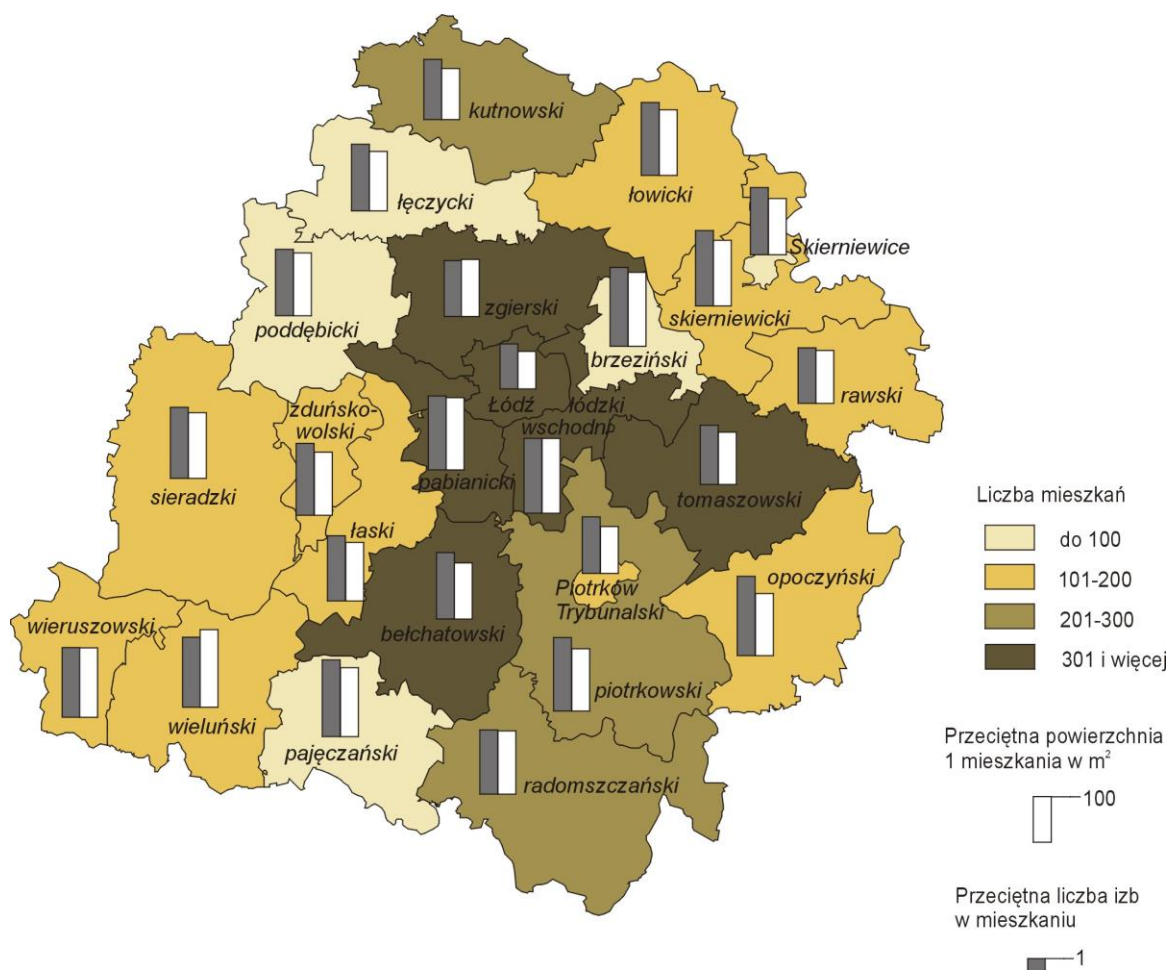 kutnowski
łęczycki
łowicki
Skierniewice
zgierski
skierniewicki
poddębicki
brzeziński
rawski
Łódź
łódzki
wschodni
zduńsko-
wolski
sieradzki
pabianicki
tomaszowski
łaski
Piotrków
Trybunalski
opoczyński
wieruszowski
bełchatowski
piotrkowski
wieluński
pajęczański
radomszczański
Liczba mieszkań
do 100
101-200
201-300
301 i więcej
Przeciętna powierzchnia
1 mieszkania w m²
100
Przeciętna liczba izb
w mieszkaniu
1